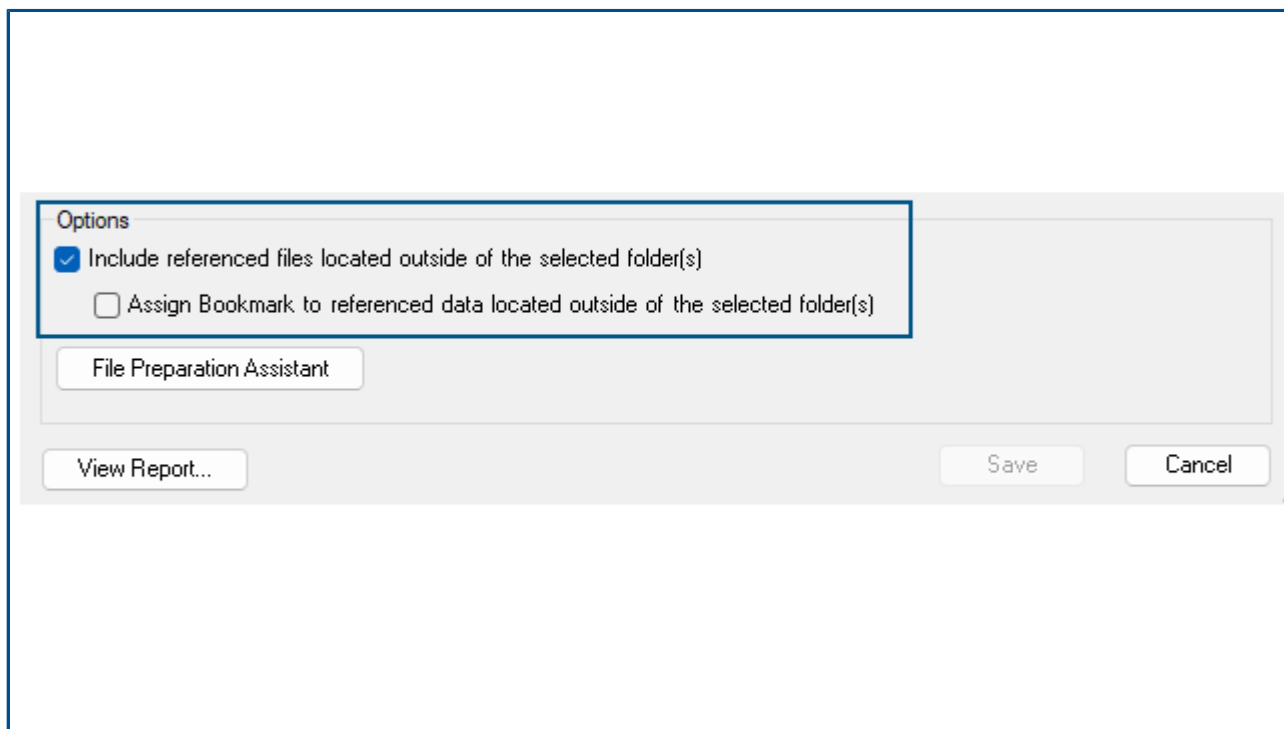 Options
Include referenced files located outside of the selected folder(s)
Assign Bookmark to referenced data located outside of the selected folder(s)
File Preparation Assistant
View Report...
Save
Cancel